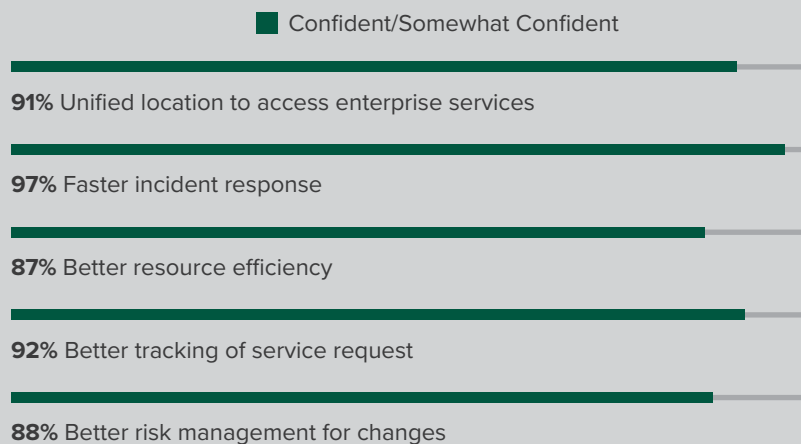 Confident/Somewhat Confident
91% Unified location to access enterprise services
97% Faster incident response
87% Better resource efficiency
92% Better tracking of service request
88% Better risk management for changes